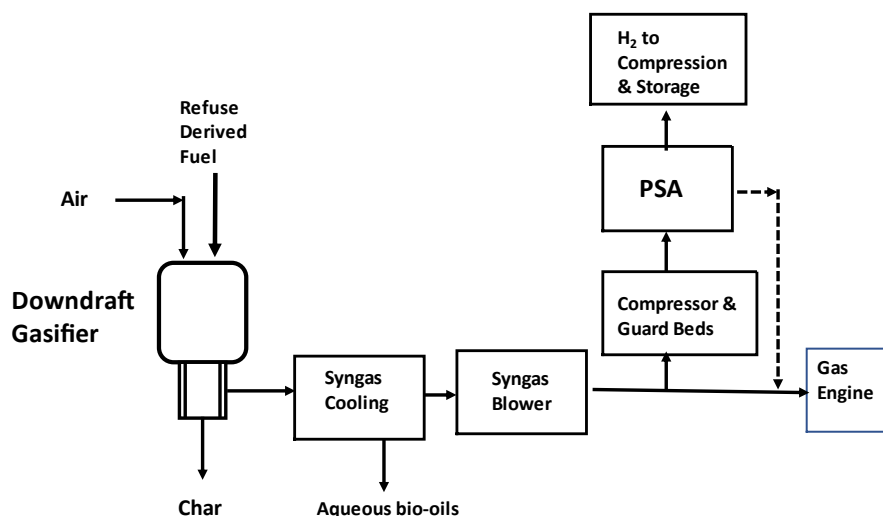 H₂ to
Compression
& Storage
Refuse
Derived
Fuel
PSA
Air
Downdraft
Gasifier
Compressor &
Guard Beds
Syngas
Cooling
Syngas
Blower
Gas
Engine
Char
Aqueous bio-oils